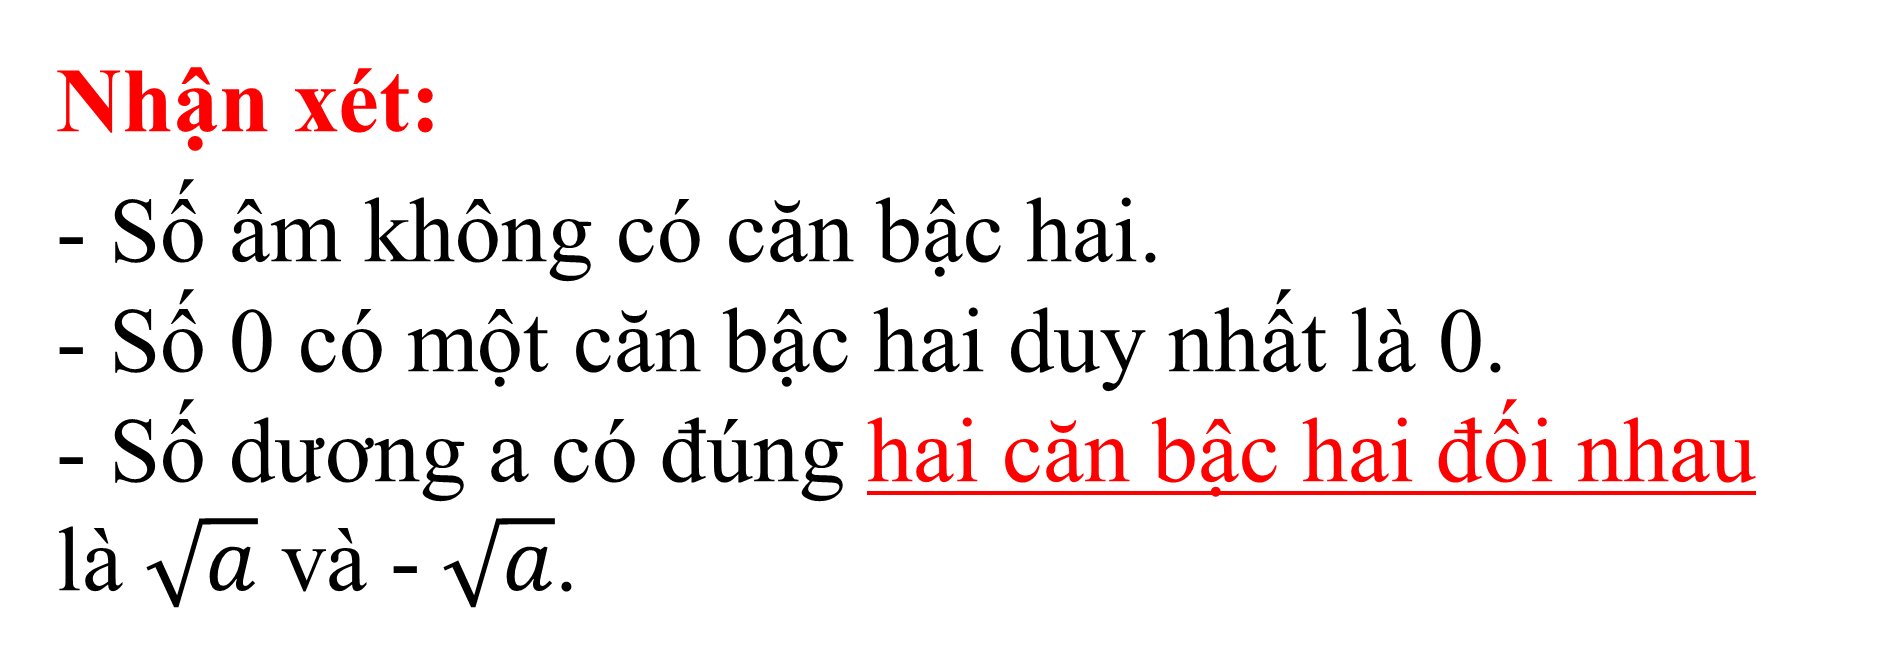 Nhận xét:
- Số âm không có căn bậc hai.
- Số 0 có một căn bậc hai duy nhất là 0.
- Số dương a có đúng hai căn bậc hai đối nhau
là √a và - √a.